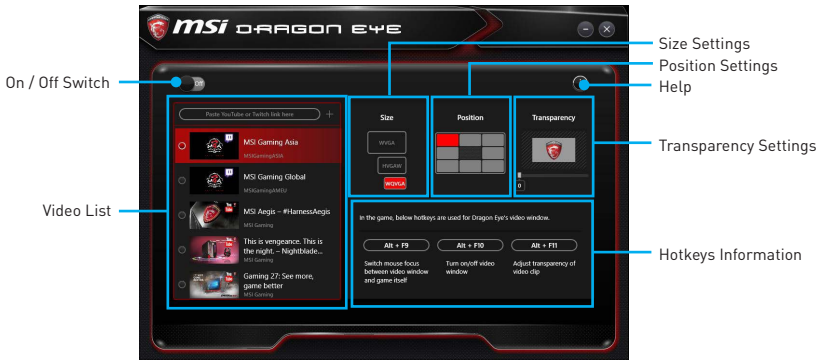 msi DRAGON EYE
Size Settings
Position Settings
Help
On / Off Switch
Off
Paste YouTube or Twitch link here
MSI Gaming Asia
MSIGamingASIA
MSI Gaming Global
MSIGamingAMD/
MSI Aegis – #HarnessAegis
MSI Gaming
This is vengeance. This is
the night. – Nightblade...
MSI Gaming
Gaming 27: See more,
game better
MSI Gaming
Video List
Size
WVGA
HVGAW
WQVGA
Position
Transparency
0
Transparency Settings
In the game, below hotkeys are used for Dragon Eye's video window.
Alt + F9
Switch mouse focus
between video window
and game itself
Alt + F10
Turn on/off video
window
Alt + F11
Adjust transparency of
video clip
Hotkeys Information